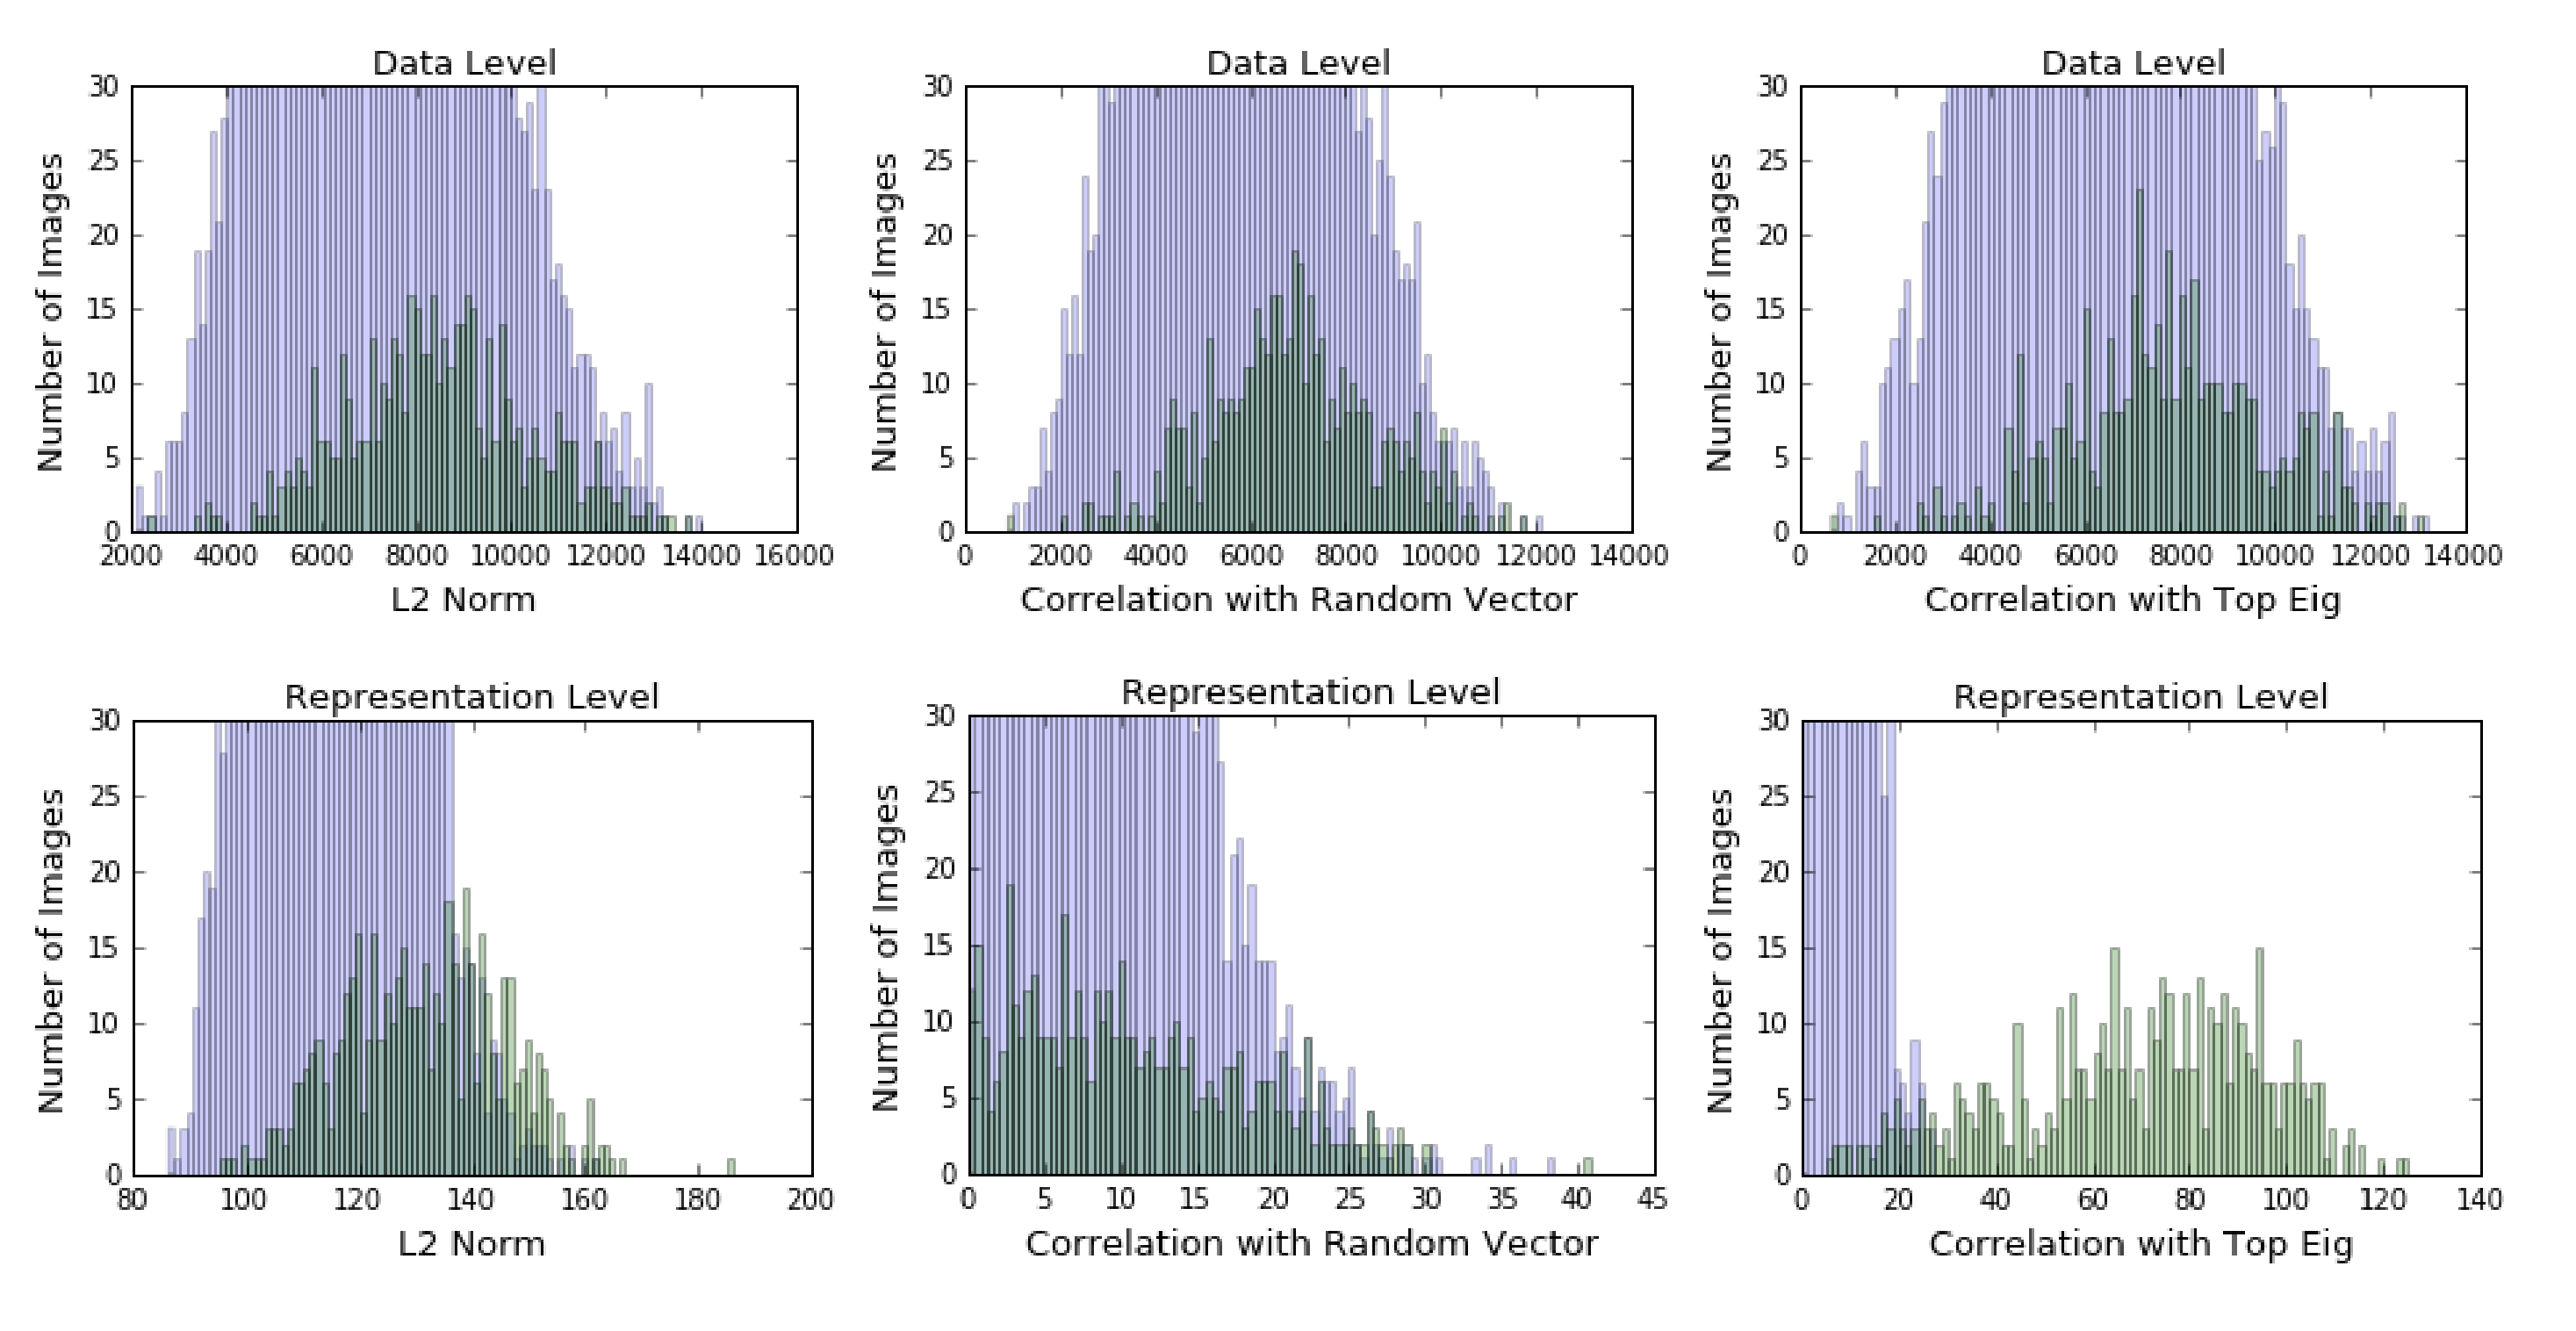 Data Level
Data Level
Data Level
30
25
20
15
10
5
0
Number of Images
2000 4000 6000 8000 10000 12000 14000 16000
L2 Norm
30
25
20
15
10
5
0
Number of Images
0 2000 4000 6000 8000 10000 12000 14000
Correlation with Random Vector
30
25
20
15
10
5
0
Number of Images
0 2000 4000 6000 8000 10000 12000 14000
Correlation with Top Eig
Representation Level
Representation Level
Representation Level
30
25
20
15
10
5
0
Number of Images
80 100 120 140 160 180 200
L2 Norm
30
25
20
15
10
5
0
Number of Images
0 5 10 15 20 25 30 35 40 45
Correlation with Random Vector
30
25
20
15
10
5
0
Number of Images
0 20 40 60 80 100 120 140
Correlation with Top Eig